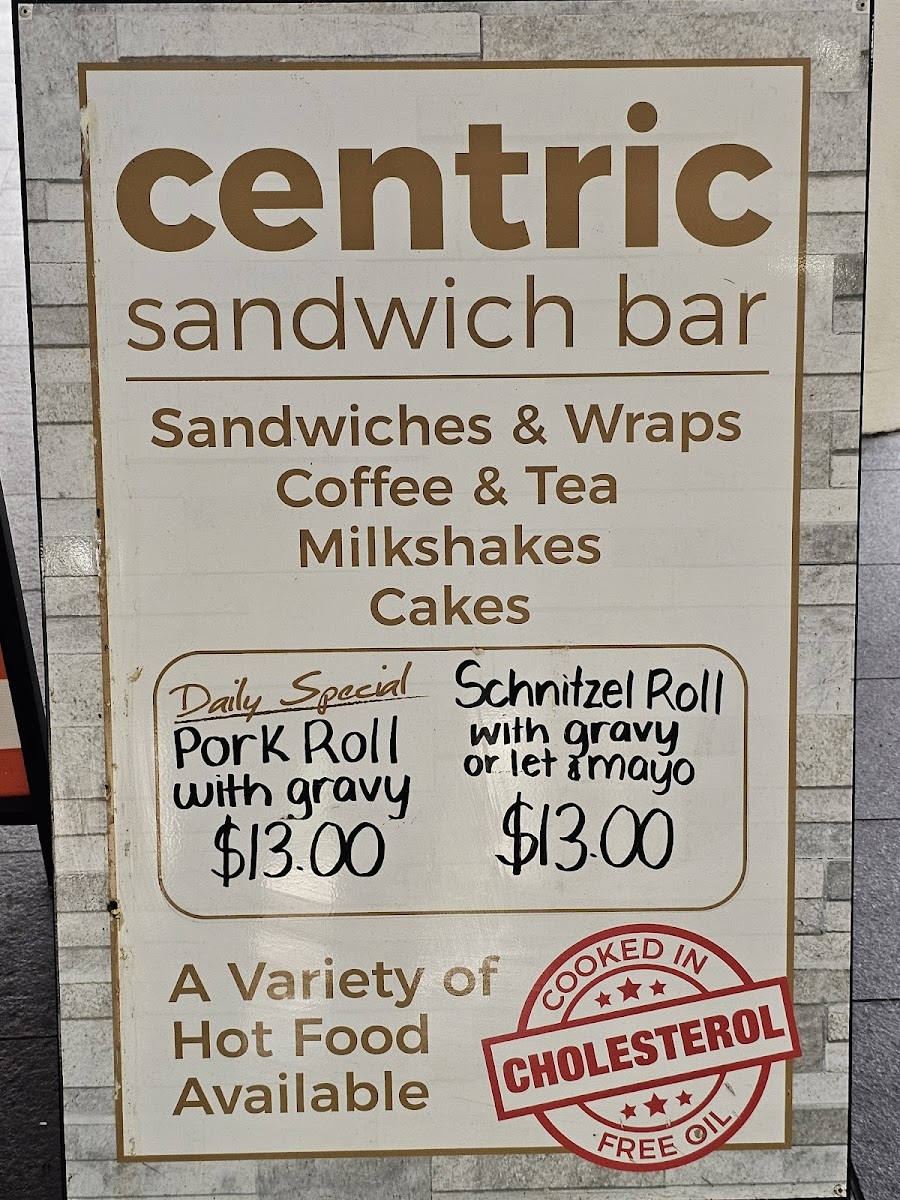 centric
sandwich bar
Sandwiches & Wraps
Coffee & Tea
Milkshakes
Cakes
Daily Special
Pork Roll
with gravy
$13.00
Schnitzel Roll
with gravy
or let & mayo
$13.00
A Variety of
Hot Food
Available
COOKED IN
CHOLESTEROL
FREE OIL